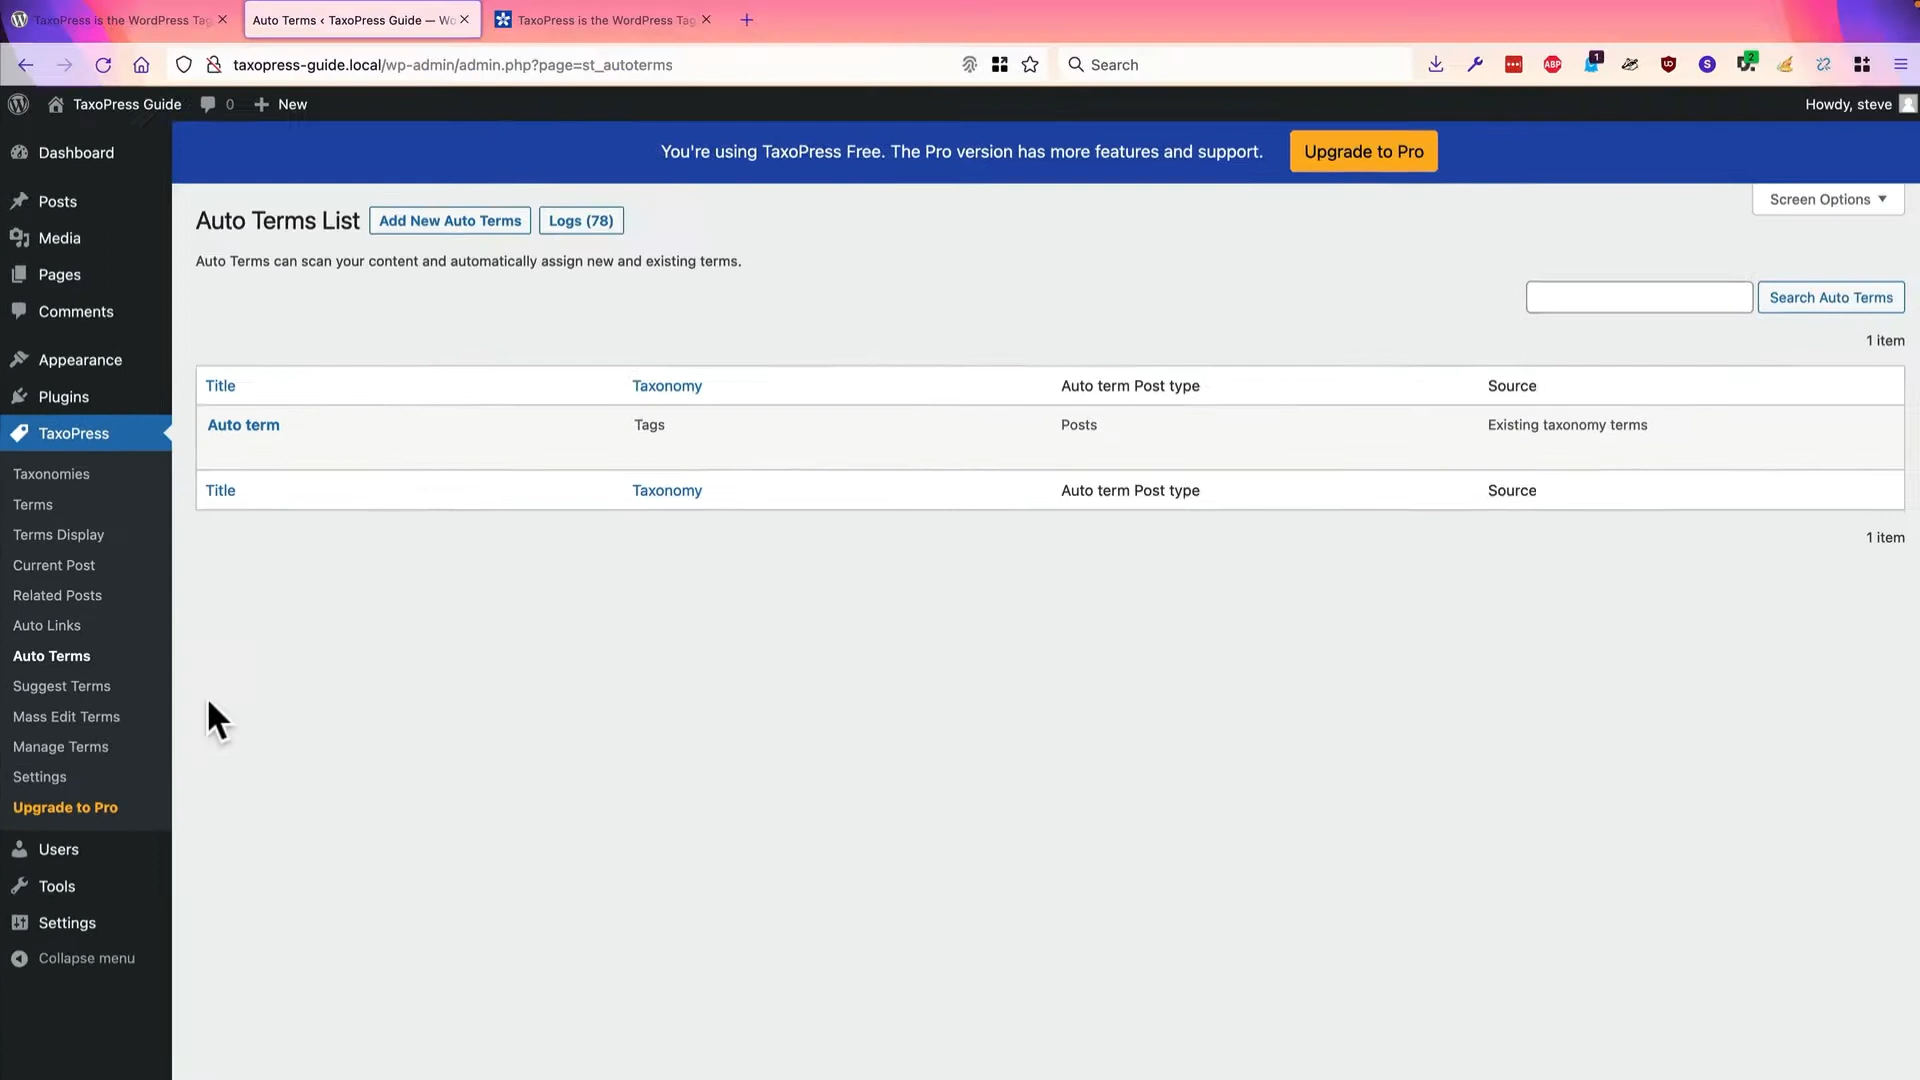 TaxoPress is the WordPress Tag
Auto Terms ‹ TaxoPress Guide — Wo
TaxoPress is the WordPress Tag
taxopress-guide.local/wp-admin/admin.php?page=st_autoterms
Search
ABP
1
S
2
TaxoPress Guide
0
New
Howdy, steve
You're using TaxoPress Free. The Pro version has more features and support.
Upgrade to Pro
Dashboard
Posts
Media
Pages
Comments
Appearance
Plugins
TaxoPress
Taxonomies
Terms
Terms Display
Current Post
Related Posts
Auto Links
Auto Terms
Suggest Terms
Mass Edit Terms
Manage Terms
Settings
Upgrade to Pro
Users
Tools
Settings
Collapse menu
Screen Options
Auto Terms List
Add New Auto Terms
Logs (78)
Auto Terms can scan your content and automatically assign new and existing terms.
Search Auto Terms
1 item
Title Taxonomy Auto term Post type Source
Auto term Tags Posts Existing taxonomy terms
Title Taxonomy Auto term Post type Source
1 item